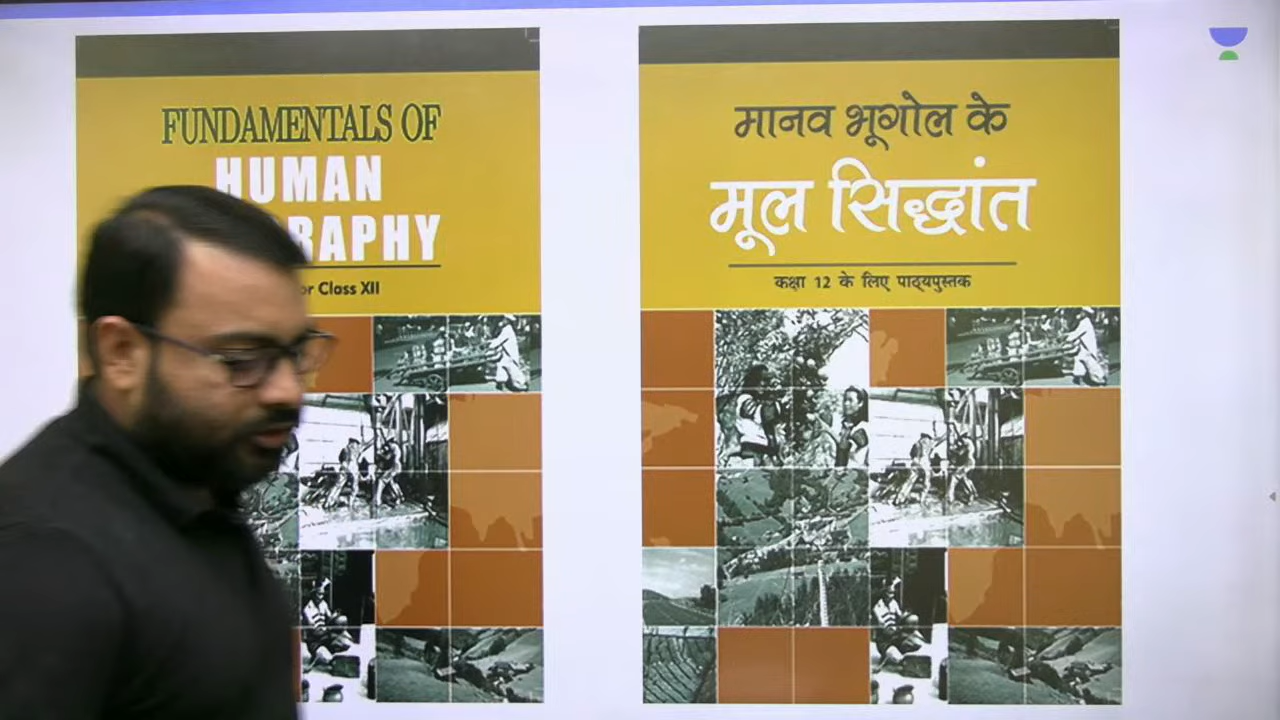 FUNDAMENTALS OF
HUMAN
RAPHY
or Class XII
मानव भूगोल के
मूल सिद्धांत
कक्षा 12 के लिए पाठ्यपुस्तक